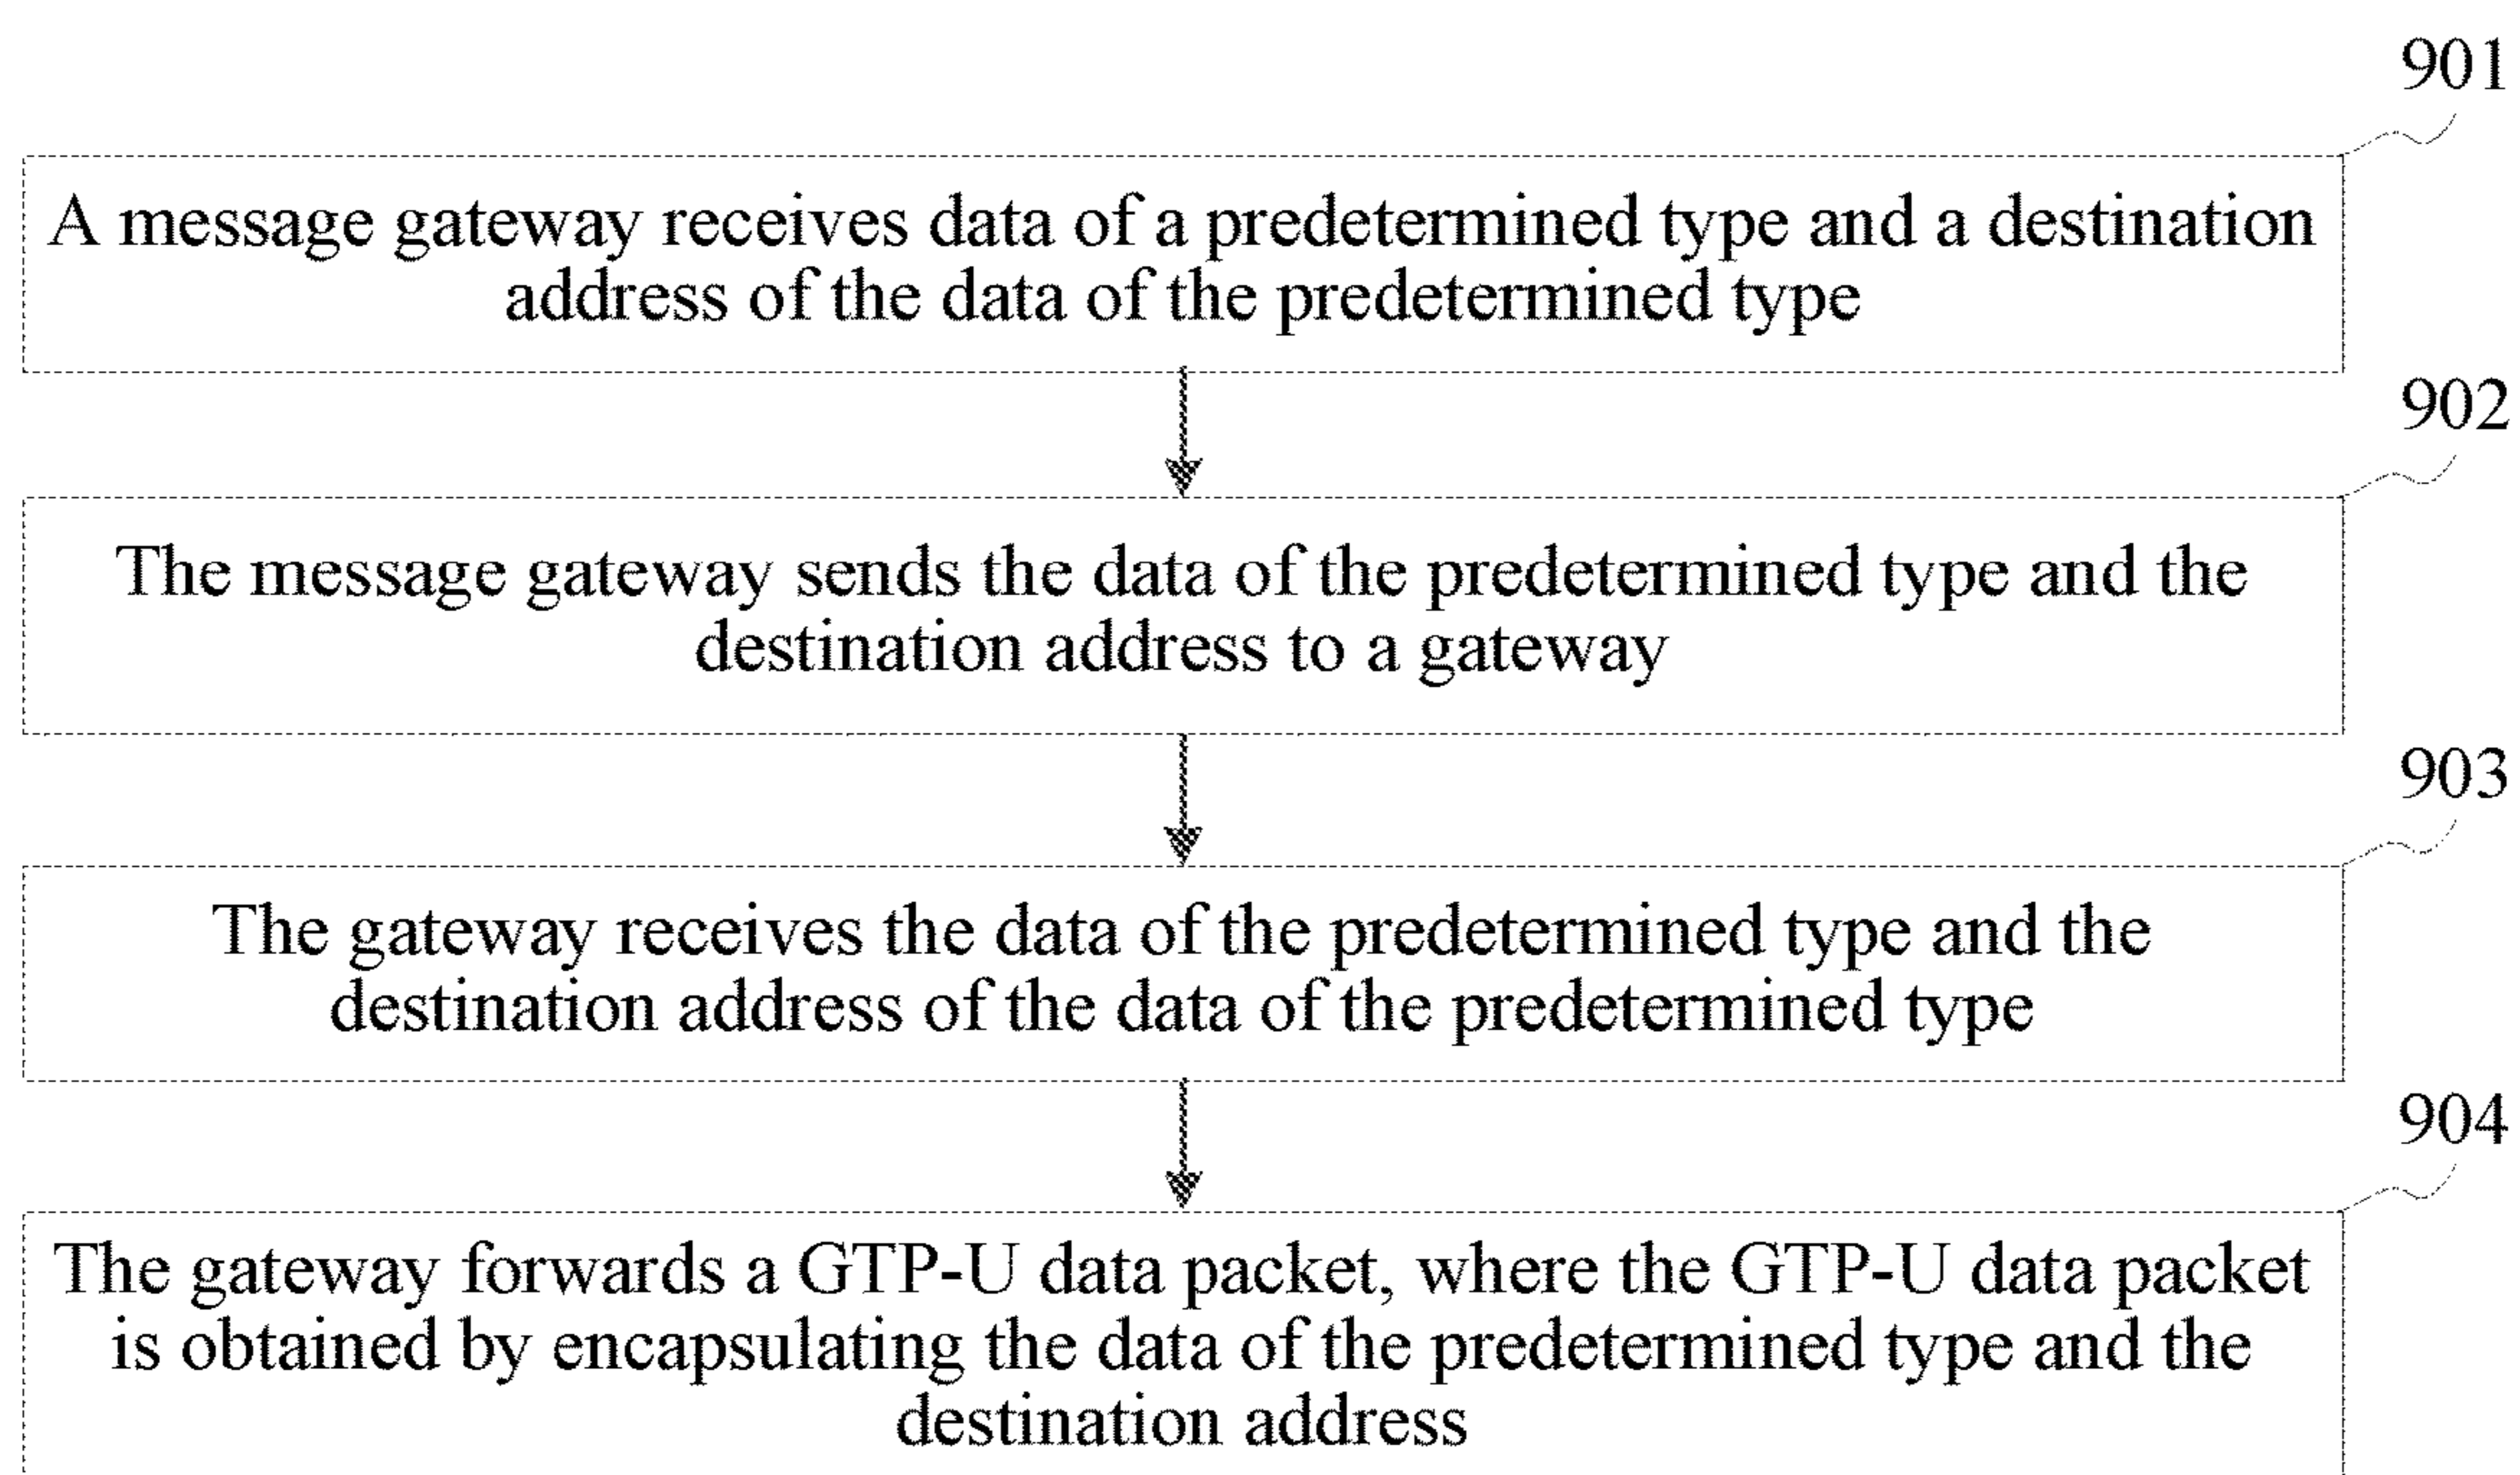 901
A message gateway receives data of a predetermined type and a destination
address of the data of the predetermined type
902
The message gateway sends the data of the predetermined type and the
destination address to a gateway
903
The gateway receives the data of the predetermined type and the
destination address of the data of the predetermined type
904
The gateway forwards a GTP-U data packet, where the GTP-U data packet
is obtained by encapsulating the data of the predetermined type and the
destination address